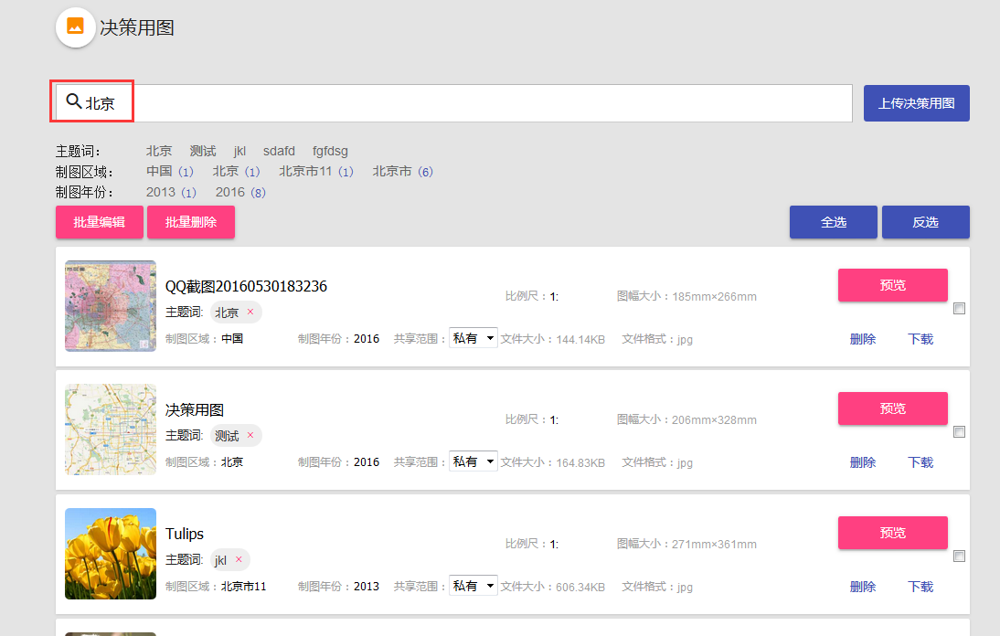 决策用图
北京
上传决策用图
主题词： 北京 测试 jkl sdafd fgfdsg
制图区域： 中国 (1) 北京 (1) 北京市11 (1) 北京市 (6)
制图年份： 2013 (1) 2016 (8)
批量编辑 批量删除 全选 反选
QQ截图20160530183236
比例尺：1: 图幅大小：185mm×266mm
预览
主题词: 北京 ×
制图区域：中国 制图年份：2016 共享范围：私有 文件大小：144.14KB 文件格式：jpg 删除 下载
决策用图
比例尺：1: 图幅大小：206mm×328mm
预览
主题词: 测试 ×
制图区域：北京 制图年份：2016 共享范围：私有 文件大小：164.83KB 文件格式：jpg 删除 下载
Tulips
比例尺：1: 图幅大小：271mm×361mm
预览
主题词: jkl ×
制图区域：北京市11 制图年份：2013 共享范围：私有 文件大小：606.34KB 文件格式：jpg 删除 下载